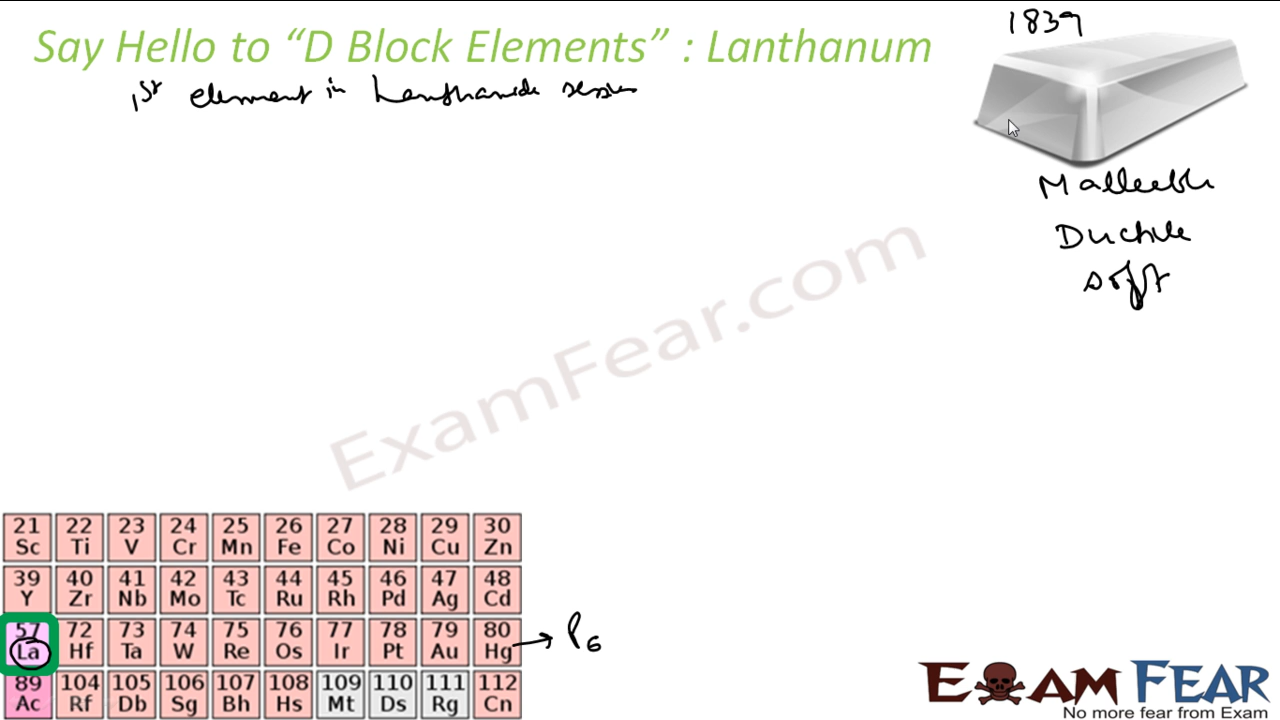 1839
Say Hello to “D Block Elements” : Lanthanum
1st element in Lanthanide
Malleable
Ductile
soft
ExamFear.com
21 22 23 24 25 26 27 28 29 30
Sc Ti V Cr Mn Fe Co Ni Cu Zn
39 40 41 42 43 44 45 46 47 48
Y Zr Nb Mo Tc Ru Rh Pd Ag Cd
57 72 73 74 75 76 77 78 79 80
La Hf Ta W Re Os Ir Pt Au Hg P6
89 104 105 106 107 108 109 110 111 112
Ac Rf Db Sg Bh Hs Mt Ds Rg Cn
EXAM FEAR
No more fear from Exam